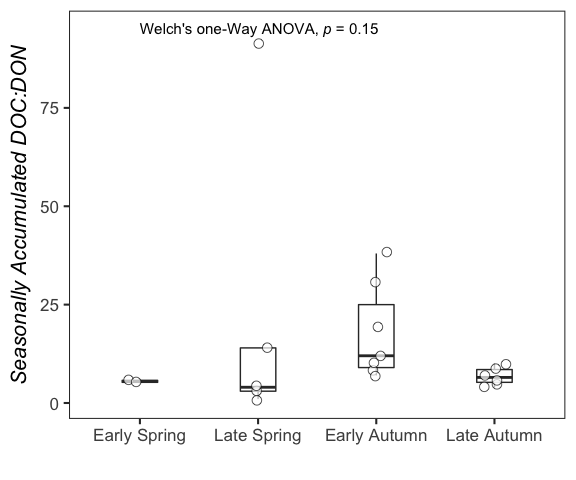 Welch's one-Way ANOVA, p = 0.15
Seasonally Accumulated DOC:DON
75
50
25
0
Early Spring
Late Spring
Early Autumn
Late Autumn